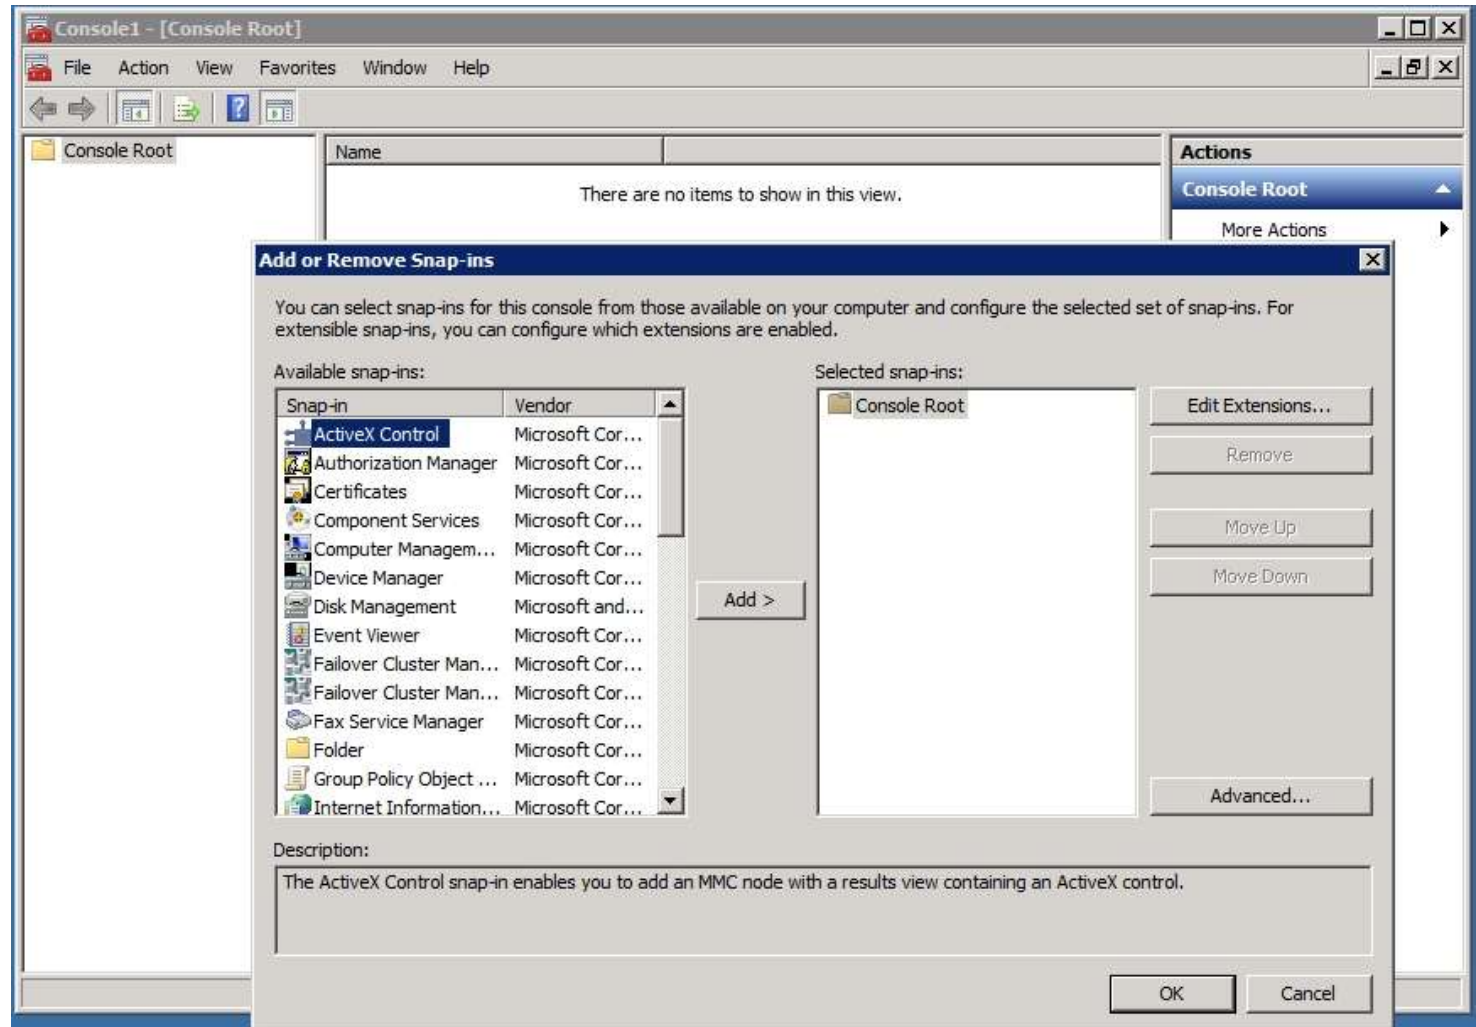 Console1 - [Console Root]
File Action View Favorites Window Help
Console Root
Name
There are no items to show in this view.
Actions
Console Root
More Actions
Add or Remove Snap-ins
You can select snap-ins for this console from those available on your computer and configure the selected set of snap-ins. For
extensible snap-ins, you can configure which extensions are enabled.
Available snap-ins:
Snap-in Vendor
ActiveX Control Microsoft Cor...
Authorization Manager Microsoft Cor...
Certificates Microsoft Cor...
Component Services Microsoft Cor...
Computer Managem... Microsoft Cor...
Device Manager Microsoft Cor...
Disk Management Microsoft and...
Event Viewer Microsoft Cor...
Failover Cluster Man... Microsoft Cor...
Failover Cluster Man... Microsoft Cor...
Fax Service Manager Microsoft Cor...
Folder Microsoft Cor...
Group Policy Object ... Microsoft Cor...
Internet Information... Microsoft Cor...
Add >
Selected snap-ins:
Console Root
Edit Extensions...
Remove
Move Up
Move Down
Advanced...
Description:
The ActiveX Control snap-in enables you to add an MMC node with a results view containing an ActiveX control.
OK Cancel